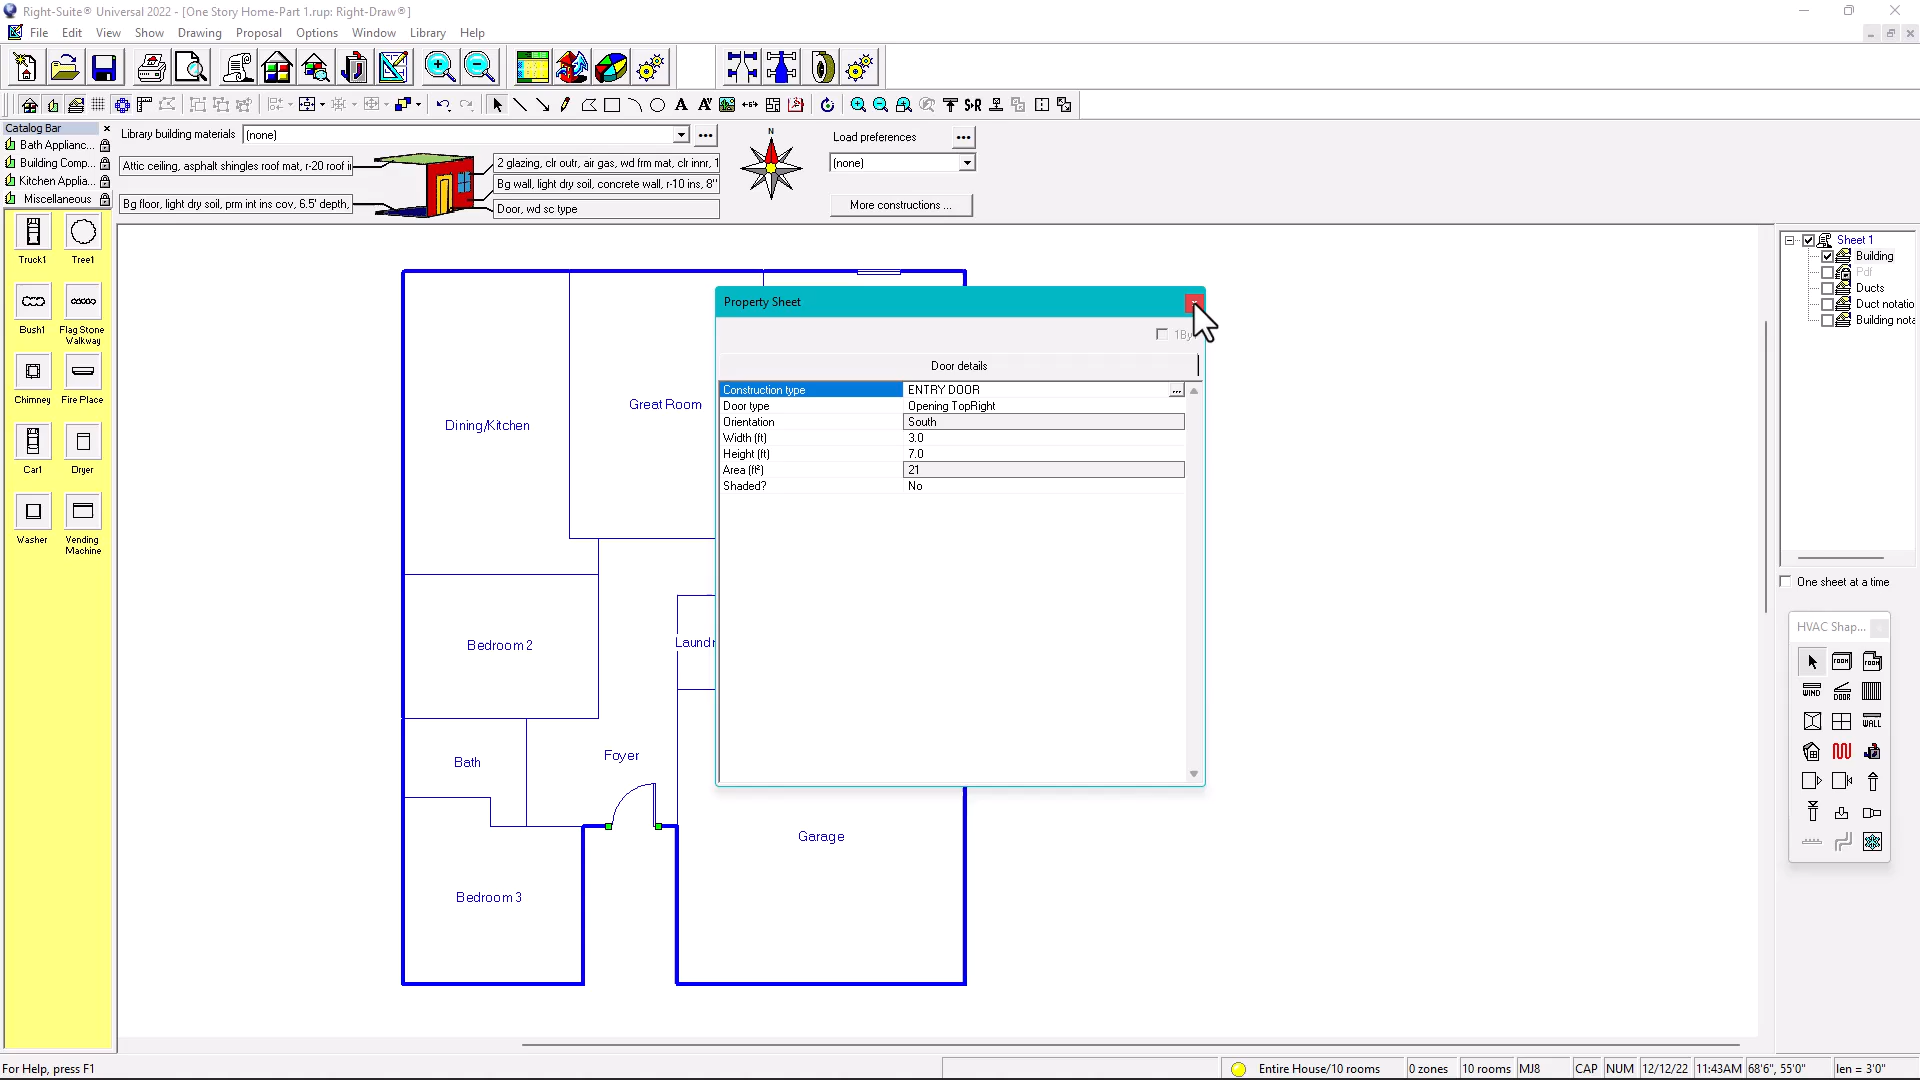 Right-Suite® Universal 2022 - [One Story Home-Part 1.rup: Right-Draw®]
File Edit View Show Drawing Proposal Options Window Library Help
S•R
Catalog Bar
Bath Applianc...
Building Comp...
Kitchen Applia...
Miscellaneous
Library building materials (none)
Attic ceiling, asphalt shingles roof mat, r-20 roof i
Bg floor, light dry soil, prm int ins cov, 6.5' depth,
2 glazing, clr outr, air gas, wd frm mat, clr innr, 1
Bg wall, light dry soil, concrete wall, r-10 ins, 8"
Door, wd sc type
N
Load preferences
(none)
More constructions ...
Truck1 Tree1
Bush1 Flag Stone Walkway
Chimney Fire Place
Car1 Dryer
Washer Vending Machine
Dining/Kitchen
Great Room
Bedroom 2
Laundr
Bath
Foyer
Bedroom 3
Garage
Property Sheet
1By
Door details
Construction type ENTRY DOOR ...
Door type Opening TopRight
Orientation South
Width (ft) 3.0
Height (ft) 7.0
Area (ft²) 21
Shaded? No
Sheet 1
Building
Pdf
Ducts
Duct notatio
Building nota
One sheet at a time
HVAC Shap...
ROOM ROOM
WIND DOOR
WALL
For Help, press F1
Entire House/10 rooms 0 zones 10 rooms MJ8 CAP NUM 12/12/22 11:43AM 68'6", 55'0" len = 3'0"